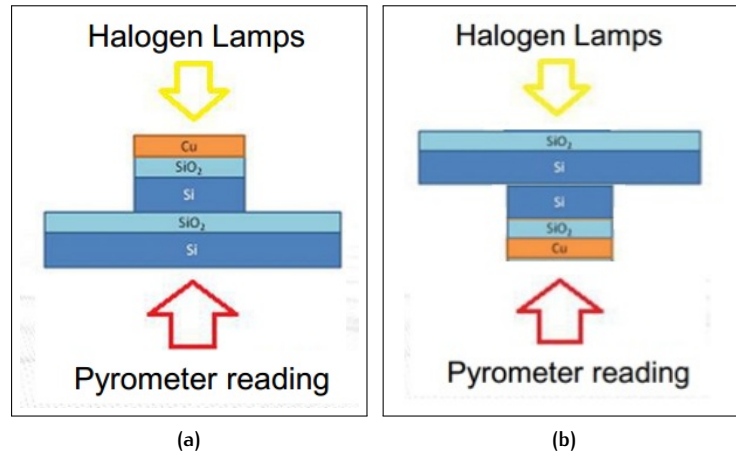 Halogen Lamps
Cu
SiO₂
Si
SiO₂
Si
Pyrometer reading
(a)
Halogen Lamps
SiO₂
Si
Si
SiO₂
Cu
Pyrometer reading
(b)